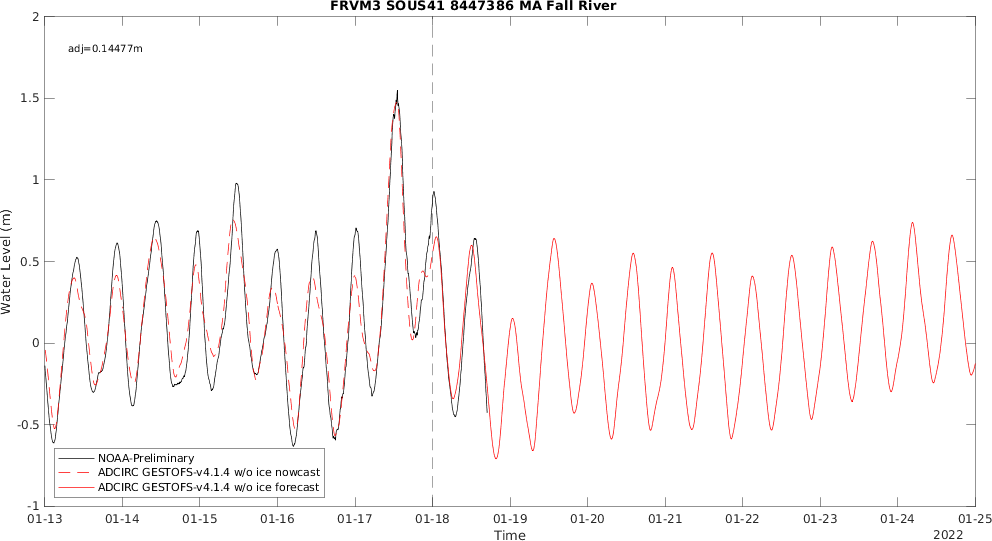 FRVM3 SOUS41 8447386 MA Fall River
adj=0.14477m
Water Level (m)
2
1.5
1
0.5
0
-0.5
-1
NOAA-Preliminary
ADCIRC GESTOFS-v4.1.4 w/o ice nowcast
ADCIRC GESTOFS-v4.1.4 w/o ice forecast
01-13 01-14 01-15 01-16 01-17 01-18 01-19 01-20 01-21 01-22 01-23 01-24 01-25
Time
2022